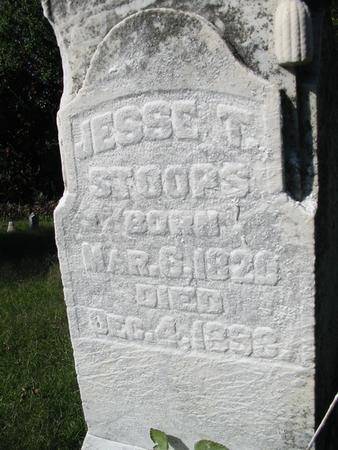 JESSE T.
STOOPS
BORN
MAR. 6, 1826
DIED
DEC. 4, 1896